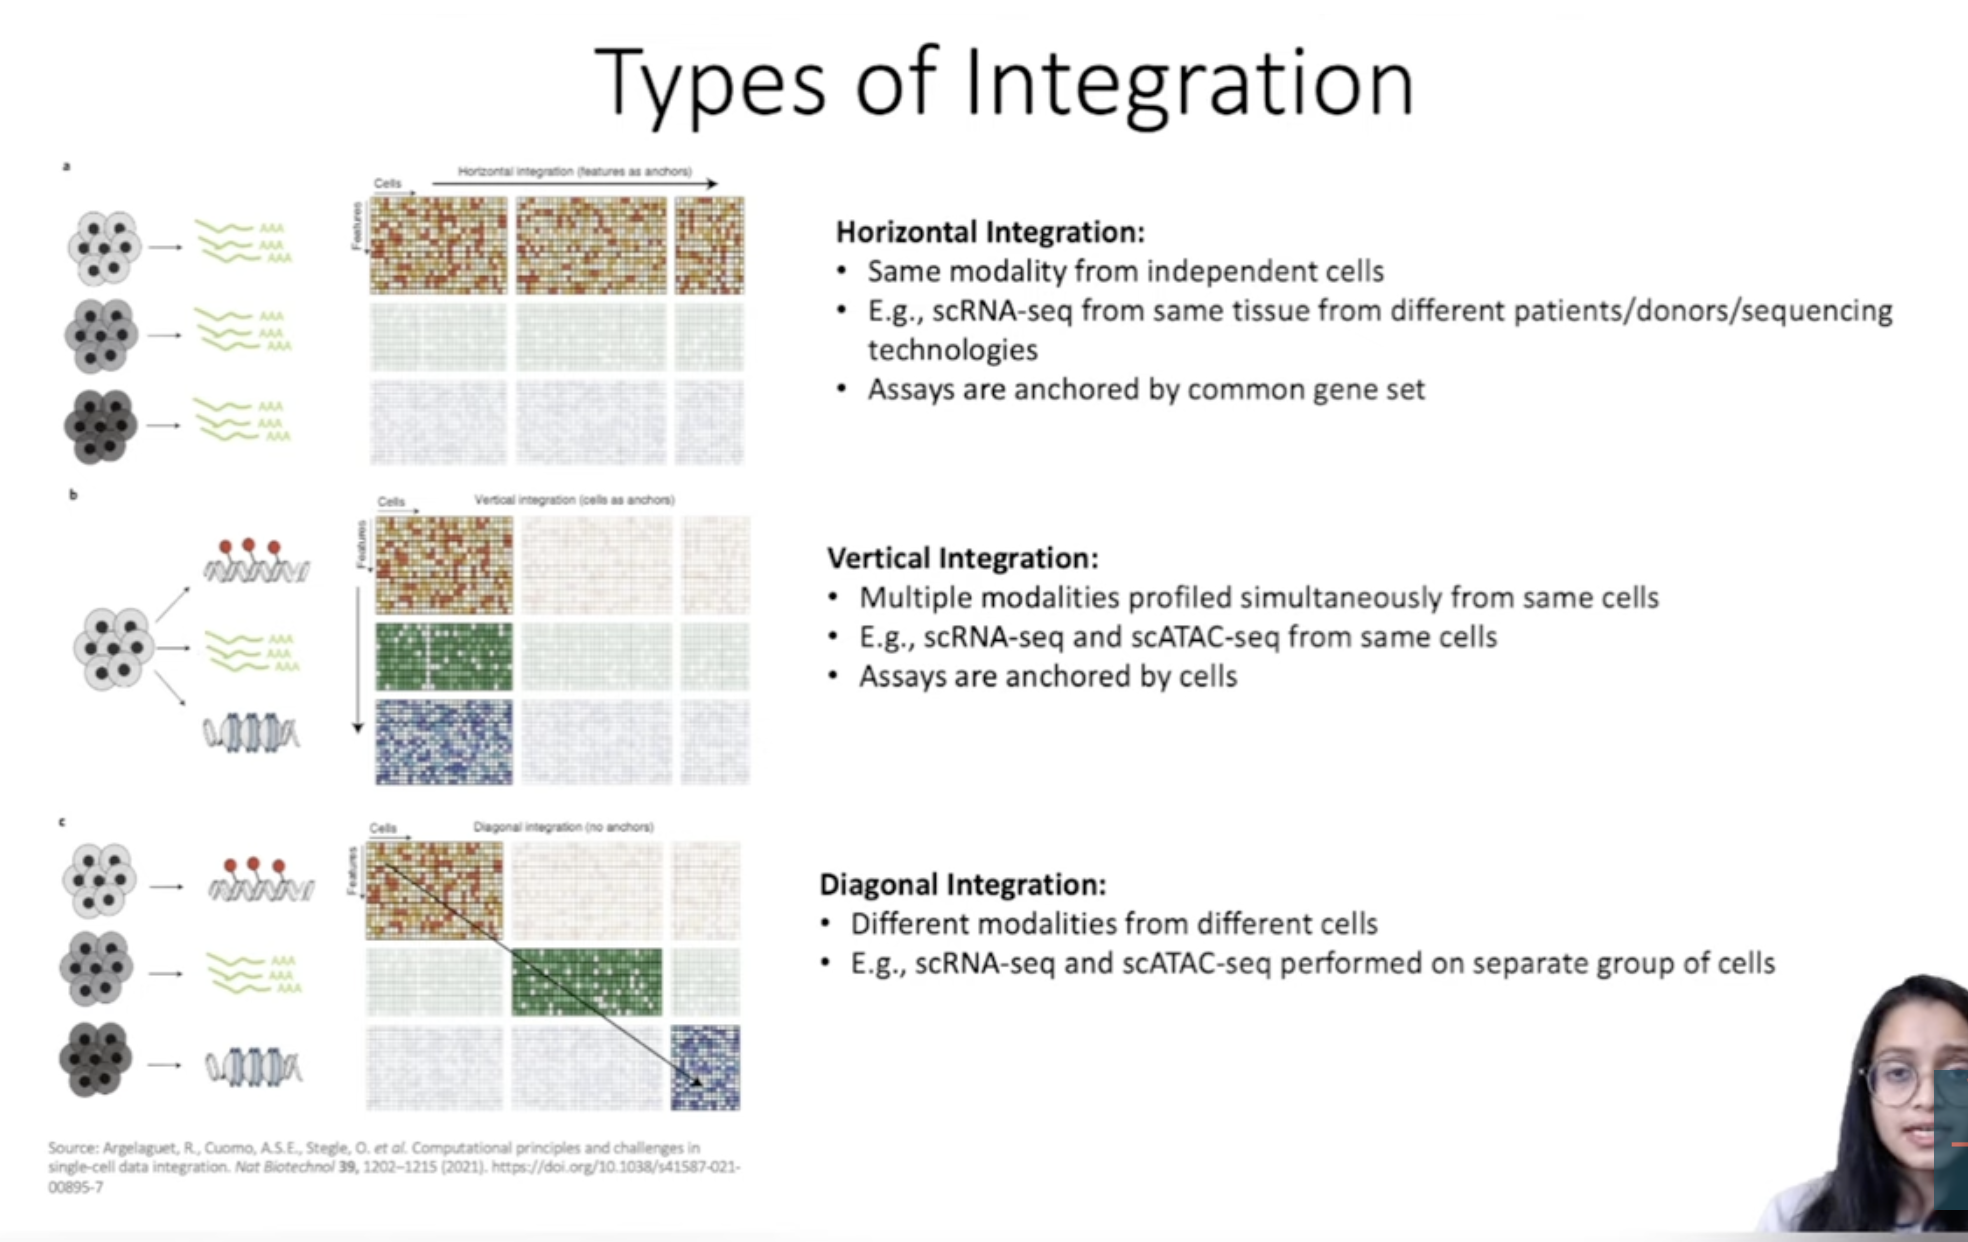 Types of Integration
a
Horizontal integration (features as anchors)
Cells
Features
AAA
AAA
AAA
AAA
AAA
AAA
AAA
AAA
AAA
Horizontal Integration:
• Same modality from independent cells
• E.g., scRNA-seq from same tissue from different patients/donors/sequencing
technologies
• Assays are anchored by common gene set
b
Cells
Vertical integration (cells as anchors)
Features
AAA
AAA
AAA
Vertical Integration:
• Multiple modalities profiled simultaneously from same cells
• E.g., scRNA-seq and scATAC-seq from same cells
• Assays are anchored by cells
c
Cells
Diagonal integration (no anchors)
Features
AAA
AAA
AAA
Diagonal Integration:
• Different modalities from different cells
• E.g., scRNA-seq and scATAC-seq performed on separate group of cells
Source: Argelaguet, R., Cuomo, A.S.E., Stegle, O. et al. Computational principles and challenges in
single-cell data integration. Nat Biotechnol 39, 1202–1215 (2021). https://doi.org/10.1038/s41587-021-
00895-7